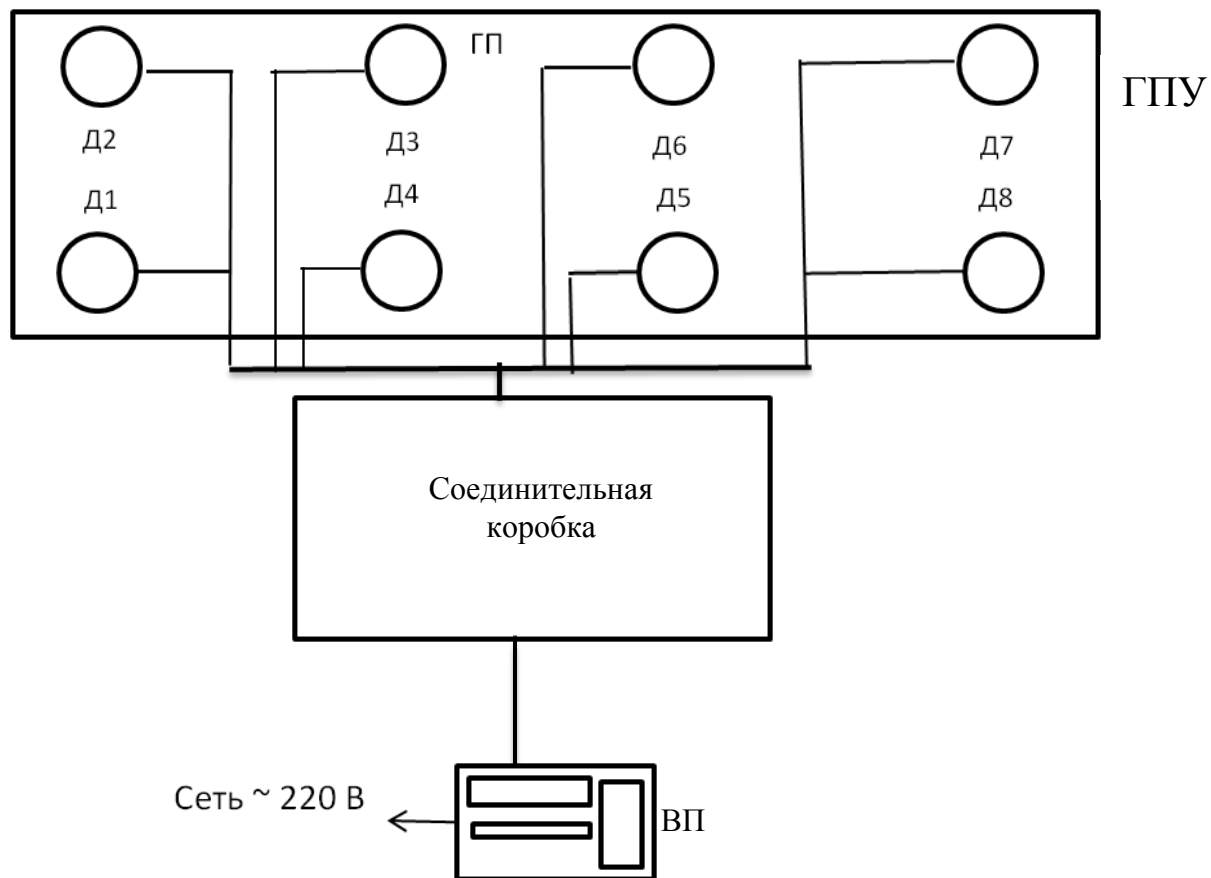 ГП
ГПУ
Д2
Д3
Д6
Д7
Д1
Д4
Д5
Д8
Соединительная
коробка
Сеть ~ 220 В
ВП